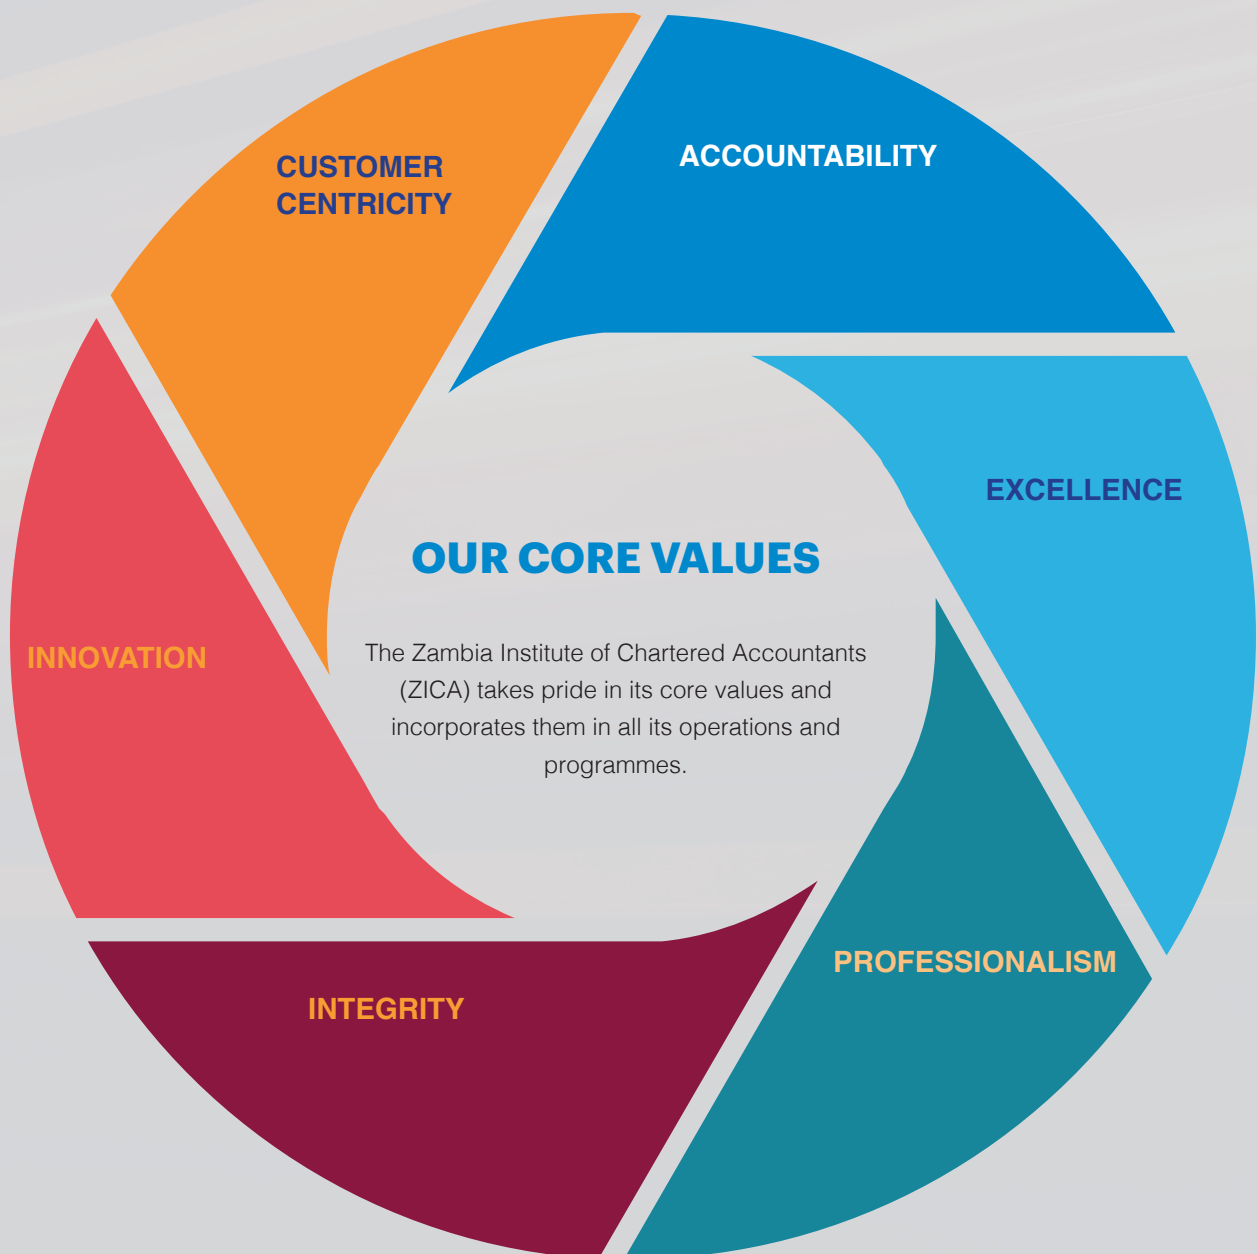 CUSTOMER
CENTRICITY
ACCOUNTABILITY
EXCELLENCE
OUR CORE VALUES
The Zambia Institute of Chartered Accountants
(ZICA) takes pride in its core values and
incorporates them in all its operations and
programmes.
INNOVATION
PROFESSIONALISM
INTEGRITY